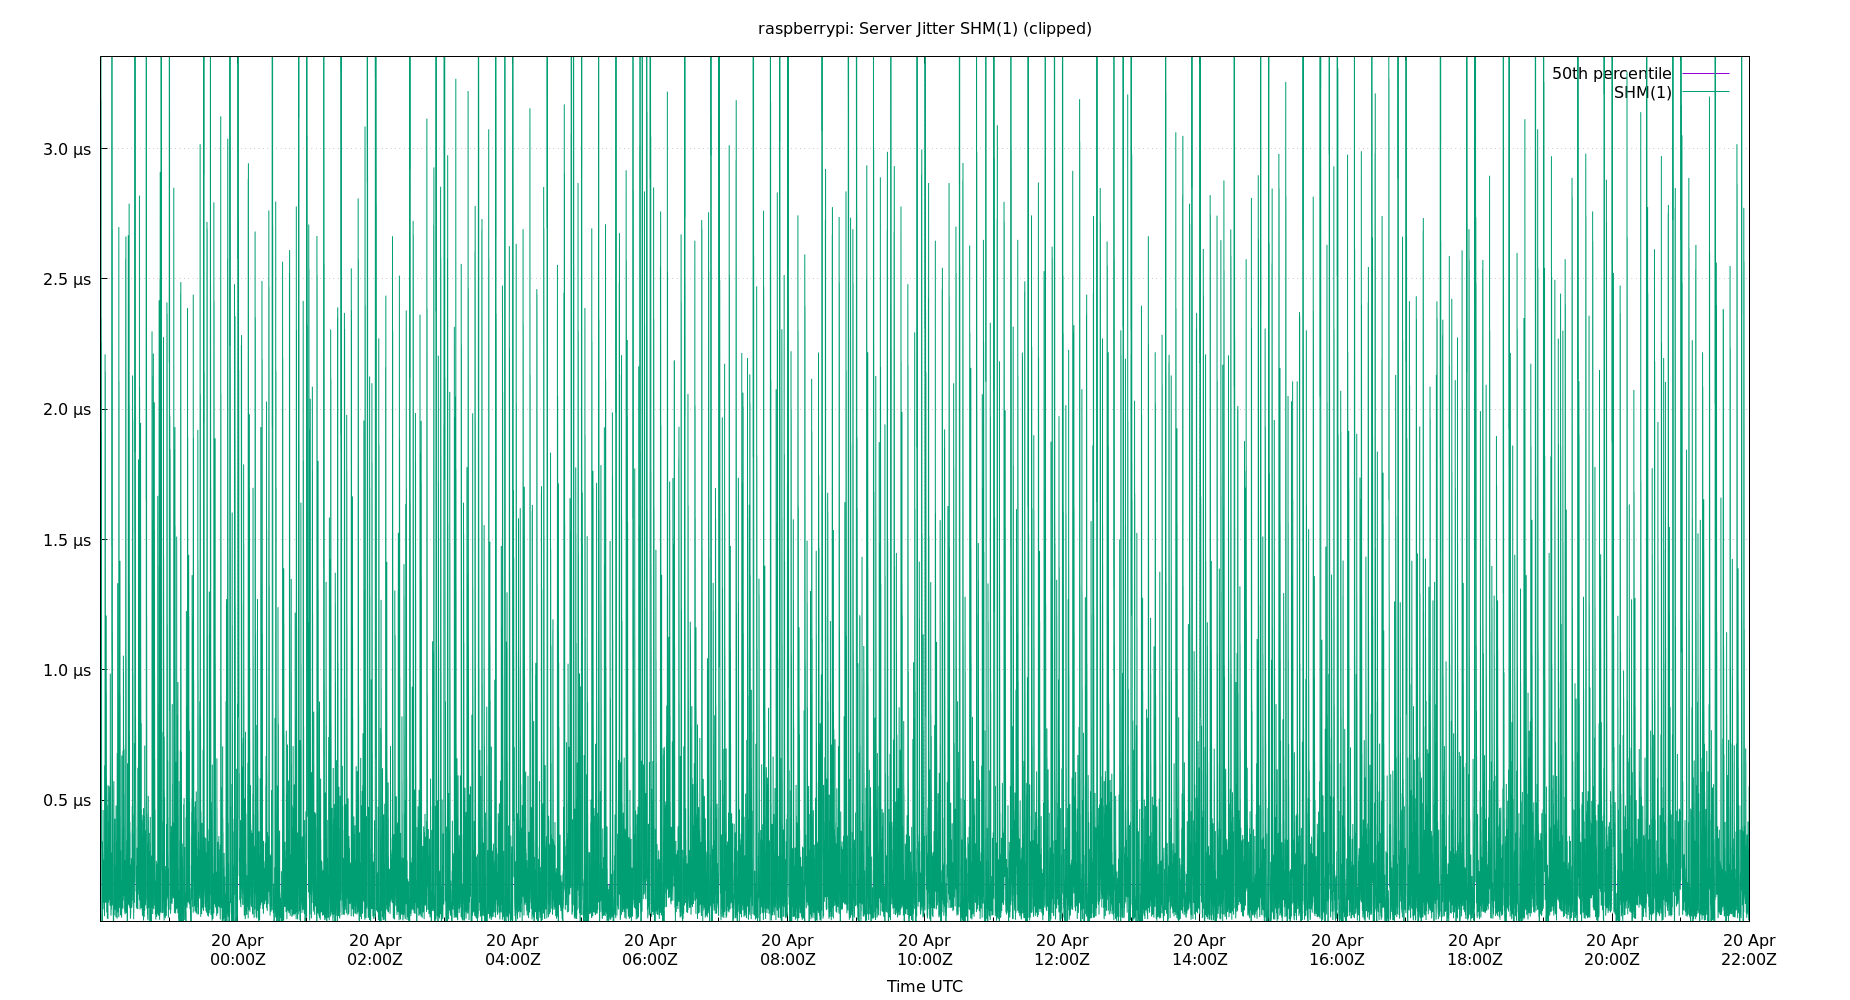 raspberrypi: Server Jitter SHM(1) (clipped)
50th percentile
SHM(1)
3.0 µs
2.5 µs
2.0 µs
1.5 µs
1.0 µs
0.5 µs
20 Apr 20 Apr 20 Apr 20 Apr 20 Apr 20 Apr 20 Apr 20 Apr 20 Apr 20 Apr 20 Apr 20 Apr
00:00Z 02:00Z 04:00Z 06:00Z 08:00Z 10:00Z 12:00Z 14:00Z 16:00Z 18:00Z 20:00Z 22:00Z
Time UTC